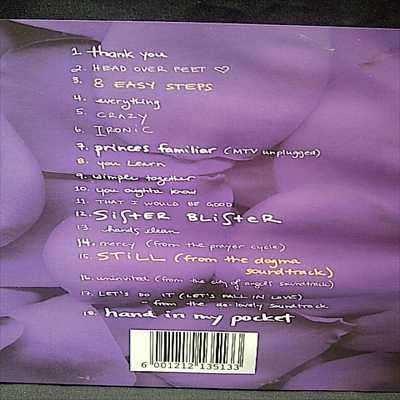 1. thank you
2. HEAD OVER FEET ♡
3. 8 EASY STEPS
4. everything
5. CRAZY
6. IRONIC
7. princes familiar (MTV unplugged)
8. you learn
9. simple together
10. you oughta know
11. THAT I WOULD BE GOOD
12. SiSTER BLiSTER
13. hands clean
14. mercy (from the prayer cycle)
15. STiLL (from the dogma
soundtrack)
16. uninvited (from the city of angels soundtrack)
17. LET'S DO IT (LET'S FALL IN LOVE)
- from the de-lovely soundtrack
18. hand in my pocket
6 001212 135133